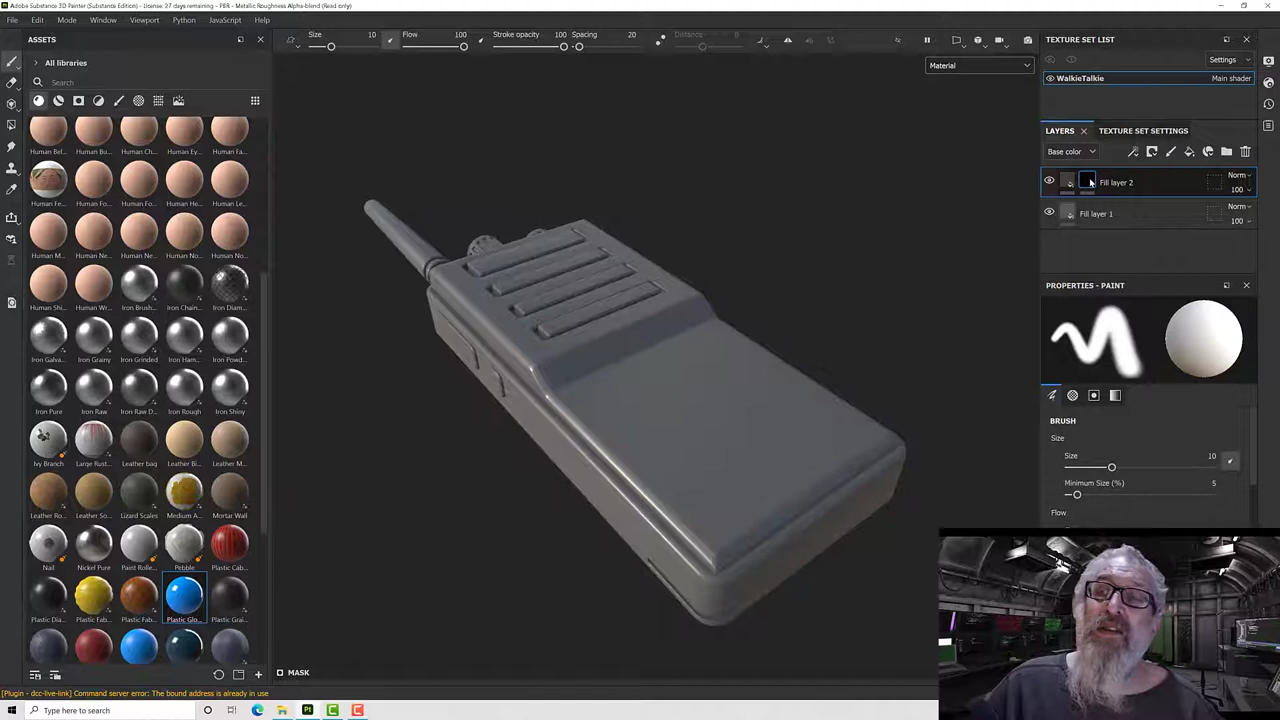 Adobe Substance 3D Painter - License: 27 days remaining - PBR - Metallic Roughness Alpha-blend (Read only)
File Edit Mode Window Viewport Python JavaScript Help
Size 10 Flow 100 Stroke opacity 100 Spacing 20 Distance 8
ASSETS
All libraries
Search
Material
TEXTURE SET LIST
Settings
WalkieTalkie Main shader
LAYERS TEXTURE SET SETTINGS
Base color
Fill layer 2 Norm
100
Fill layer 1 Norm
100
PROPERTIES - PAINT
BRUSH
Size
Size 10
Minimum Size (%) 5
Flow
Human Bel... Human Bu... Human Ch... Human Ey... Human Fa...
Human Fe... Human Fo... Human Fo... Human He... Human Ha...
Human M... Human Ne... Human Ne... Human No... Human No...
Human Shi... Human Wr... Iron Brush... Iron Chain... Iron Diam...
Iron Galva... Iron Grainy Iron Grinded Iron Ham... Iron Powd...
Iron Pure Iron Raw Iron Raw D... Iron Rough Iron Shiny
Ivy Branch Large Rust... Leather bag Leather Bi... Leather M...
Leather Ro... Leather So... Lizard Scales Medium A... Mortar Wall
Nail Nickel Pure Paint Rolle... Pebble Plastic Cab...
Plastic Dia... Plastic Fab... Plastic Fab... Plastic Glo... Plastic Grai...
MASK
[Plugin - dcc-live-link] Command server error: The bound address is already in use
Type here to search
Pt